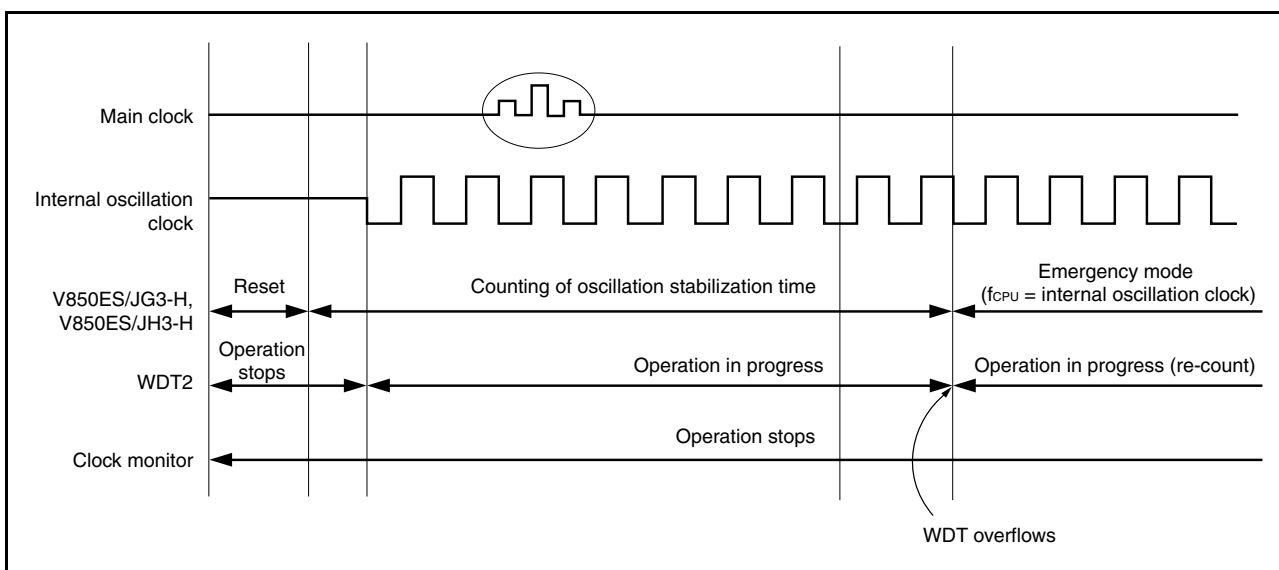 Main clock
Internal oscillation
clock
V850ES/JG3-H,
V850ES/JH3-H
Reset
Counting of oscillation stabilization time
Emergency mode
(fCPU = internal oscillation clock)
WDT2
Operation
stops
Operation in progress
Operation in progress (re-count)
Clock monitor
Operation stops
WDT overflows